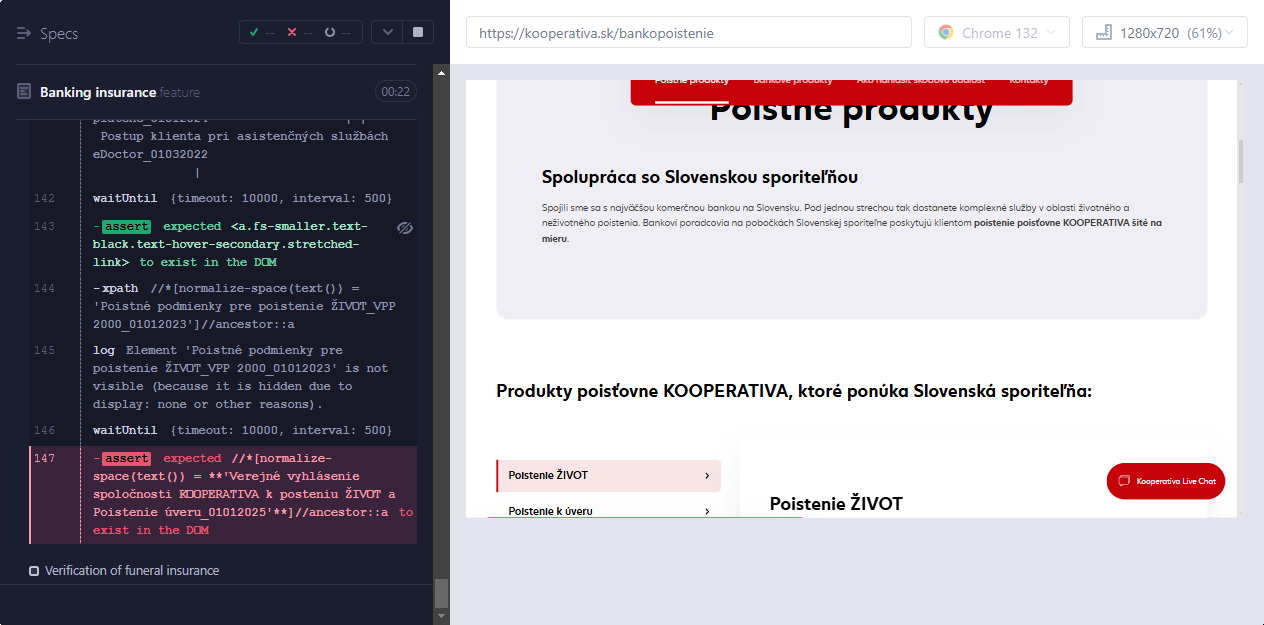 Specs
--
--
--
https://kooperativa.sk/bankopoistenie
Chrome 132
1280x720 (61%)
Banking insurance feature
00:22
| |
Postup klienta pri asistenčných službách
eDoctor_01032022
|
142 waitUntil {timeout: 10000, interval: 500}
143 -assert expected <a.fs-smaller.text-
black.text-hover-secondary.stretched-
link> to exist in the DOM
144 -xpath //*[normalize-space(text()) =
'Poistné podmienky pre poistenie ŽIVOT_VPP
2000_01012023']//ancestor::a
145 log Element 'Poistné podmienky pre
poistenie ŽIVOT_VPP 2000_01012023' is not
visible (because it is hidden due to
display: none or other reasons).
146 waitUntil {timeout: 10000, interval: 500}
147 -assert expected //*[normalize-
space(text()) = **'Verejné vyhlásenie
spoločnosti KOOPERATIVA k posteniu ŽIVOT a
Poistenie úveru_01012025'**]//ancestor::a to
exist in the DOM
Verification of funeral insurance
Poistné produkty
Bankové produkty
Ako nahlásiť škodovú udalosť
Kontakty
Poistné produkty
Spolupráca so Slovenskou sporiteľňou
Spojili sme sa s najväčšou komerčnou bankou na Slovensku. Pod jednou strechou tak dostanete komplexné služby v oblasti životného a
neživotného poistenia. Bankoví poradcovia na pobočkách Slovenskej sporiteľne poskytujú klientom poistenie poisťovne KOOPERATIVA šité na
mieru.
Produkty poisťovne KOOPERATIVA, ktoré ponúka Slovenská sporiteľňa:
Poistenie ŽIVOT
Poistenie k úveru
Poistenie ŽIVOT
Kooperativa Live Chat